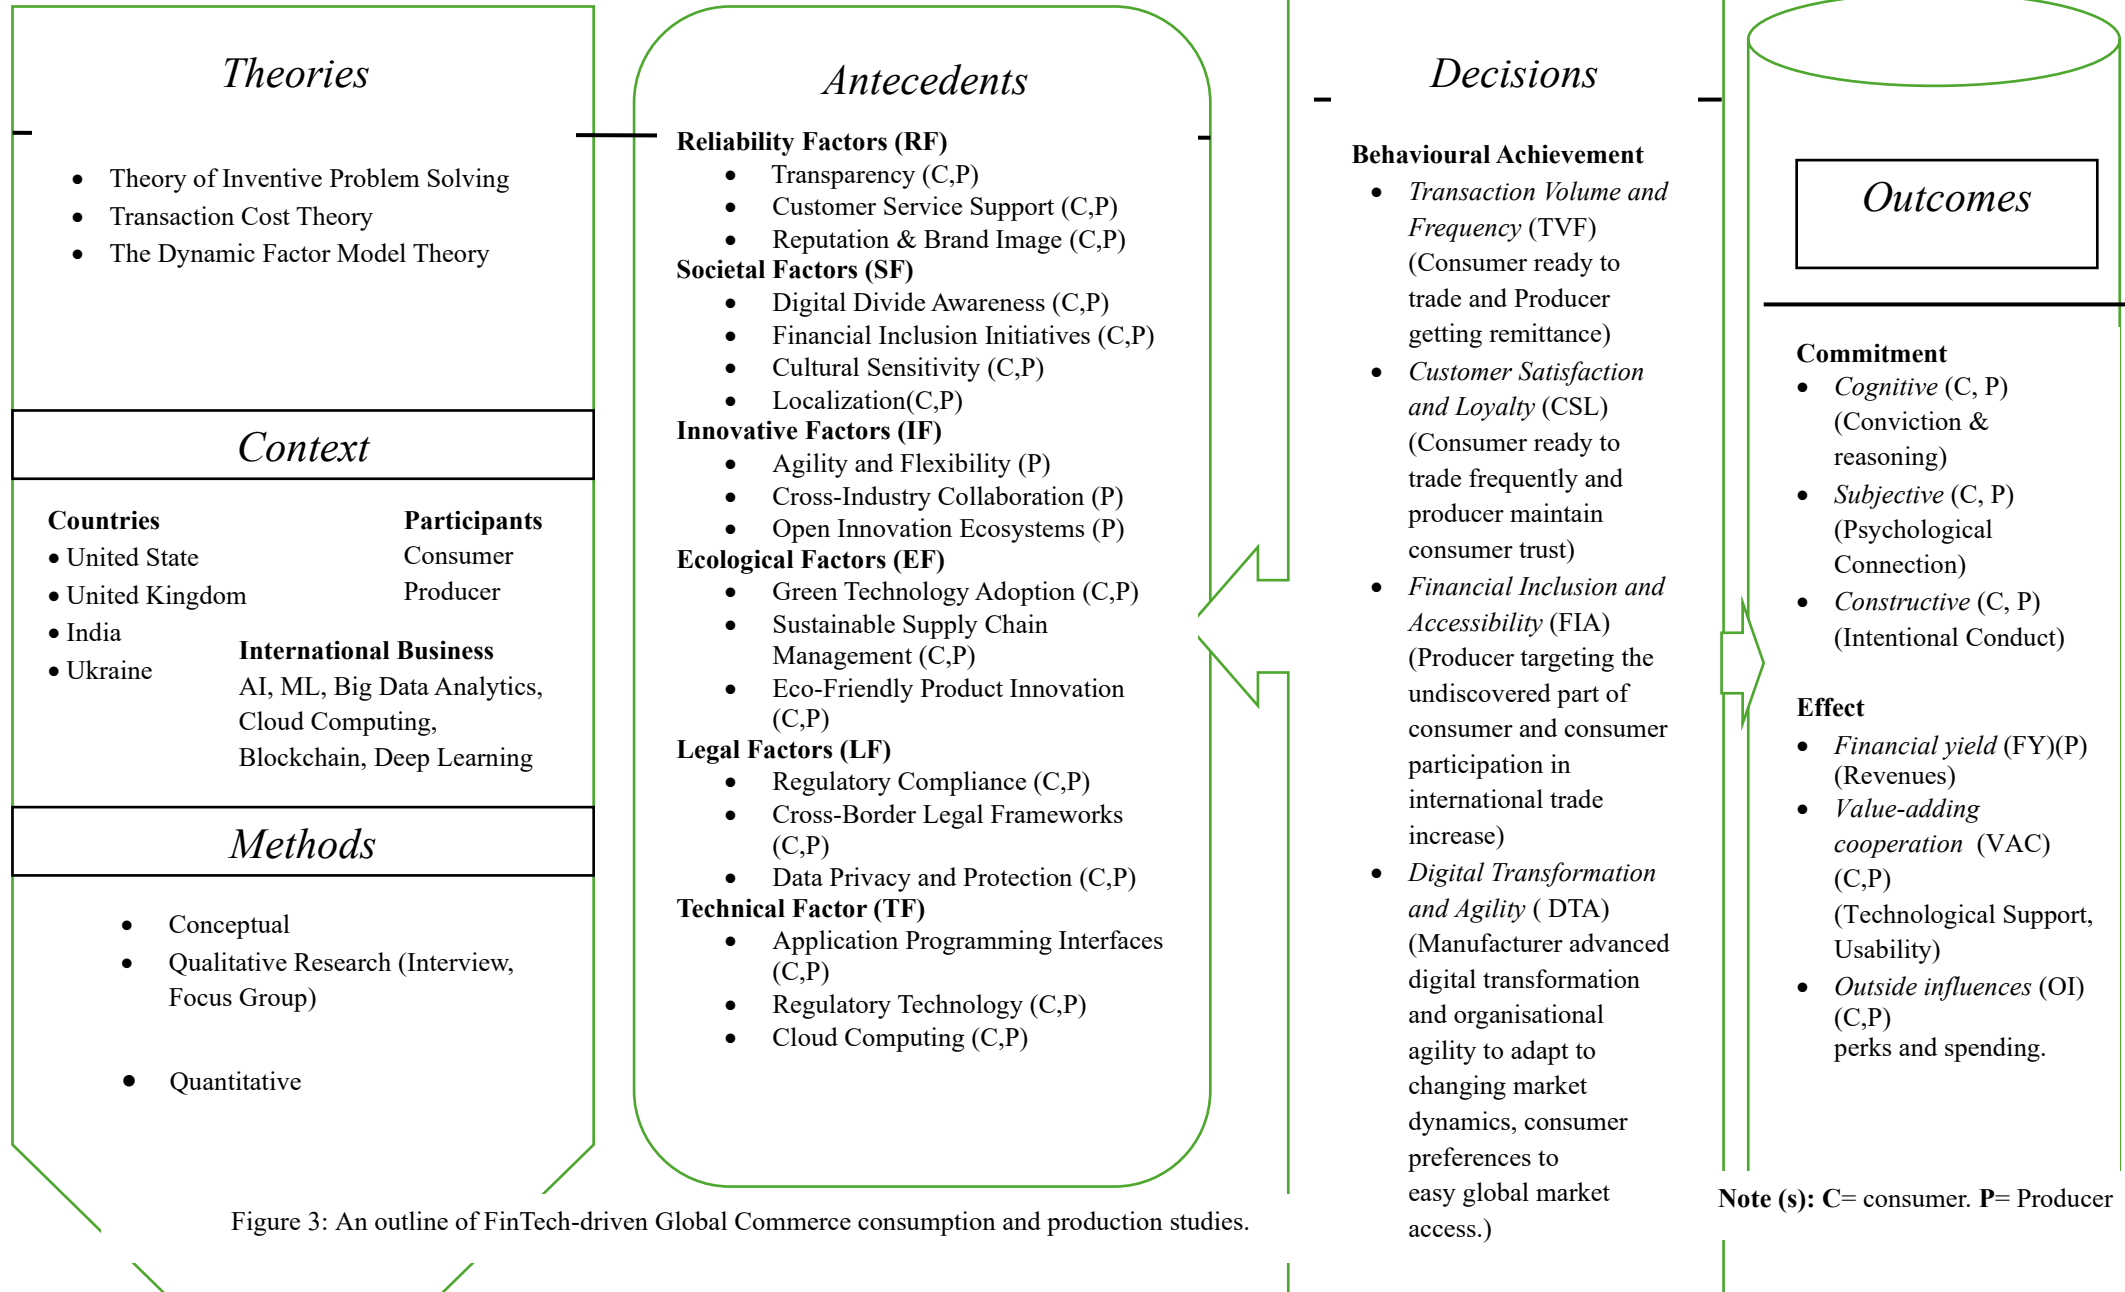 Theories
• Theory of Inventive Problem Solving
• Transaction Cost Theory
• The Dynamic Factor Model Theory
Context
Countries
• United State
• United Kingdom
• India
• Ukraine
Participants
Consumer
Producer
International Business
AI, ML, Big Data Analytics,
Cloud Computing,
Blockchain, Deep Learning
Methods
• Conceptual
• Qualitative Research (Interview,
Focus Group)
• Quantitative
Antecedents
Reliability Factors (RF)
• Transparency (C,P)
• Customer Service Support (C,P)
• Reputation & Brand Image (C,P)
Societal Factors (SF)
• Digital Divide Awareness (C,P)
• Financial Inclusion Initiatives (C,P)
• Cultural Sensitivity (C,P)
• Localization(C,P)
Innovative Factors (IF)
• Agility and Flexibility (P)
• Cross-Industry Collaboration (P)
• Open Innovation Ecosystems (P)
Ecological Factors (EF)
• Green Technology Adoption (C,P)
• Sustainable Supply Chain
Management (C,P)
• Eco-Friendly Product Innovation
(C,P)
Legal Factors (LF)
• Regulatory Compliance (C,P)
• Cross-Border Legal Frameworks
(C,P)
• Data Privacy and Protection (C,P)
Technical Factor (TF)
• Application Programming Interfaces
(C,P)
• Regulatory Technology (C,P)
• Cloud Computing (C,P)
Decisions
Behavioural Achievement
• Transaction Volume and
Frequency (TVF)
(Consumer ready to
trade and Producer
getting remittance)
• Customer Satisfaction
and Loyalty (CSL)
(Consumer ready to
trade frequently and
producer maintain
consumer trust)
• Financial Inclusion and
Accessibility (FIA)
(Producer targeting the
undiscovered part of
consumer and consumer
participation in
international trade
increase)
• Digital Transformation
and Agility ( DTA)
(Manufacturer advanced
digital transformation
and organisational
agility to adapt to
changing market
dynamics, consumer
preferences to
easy global market
access.)
Outcomes
Commitment
• Cognitive (C, P)
(Conviction &
reasoning)
• Subjective (C, P)
(Psychological
Connection)
• Constructive (C, P)
(Intentional Conduct)
Effect
• Financial yield (FY)(P)
(Revenues)
• Value-adding
cooperation (VAC)
(C,P)
(Technological Support,
Usability)
• Outside influences (OI)
(C,P)
perks and spending.
Note (s): C= consumer. P= Producer
Figure 3: An outline of FinTech-driven Global Commerce consumption and production studies.